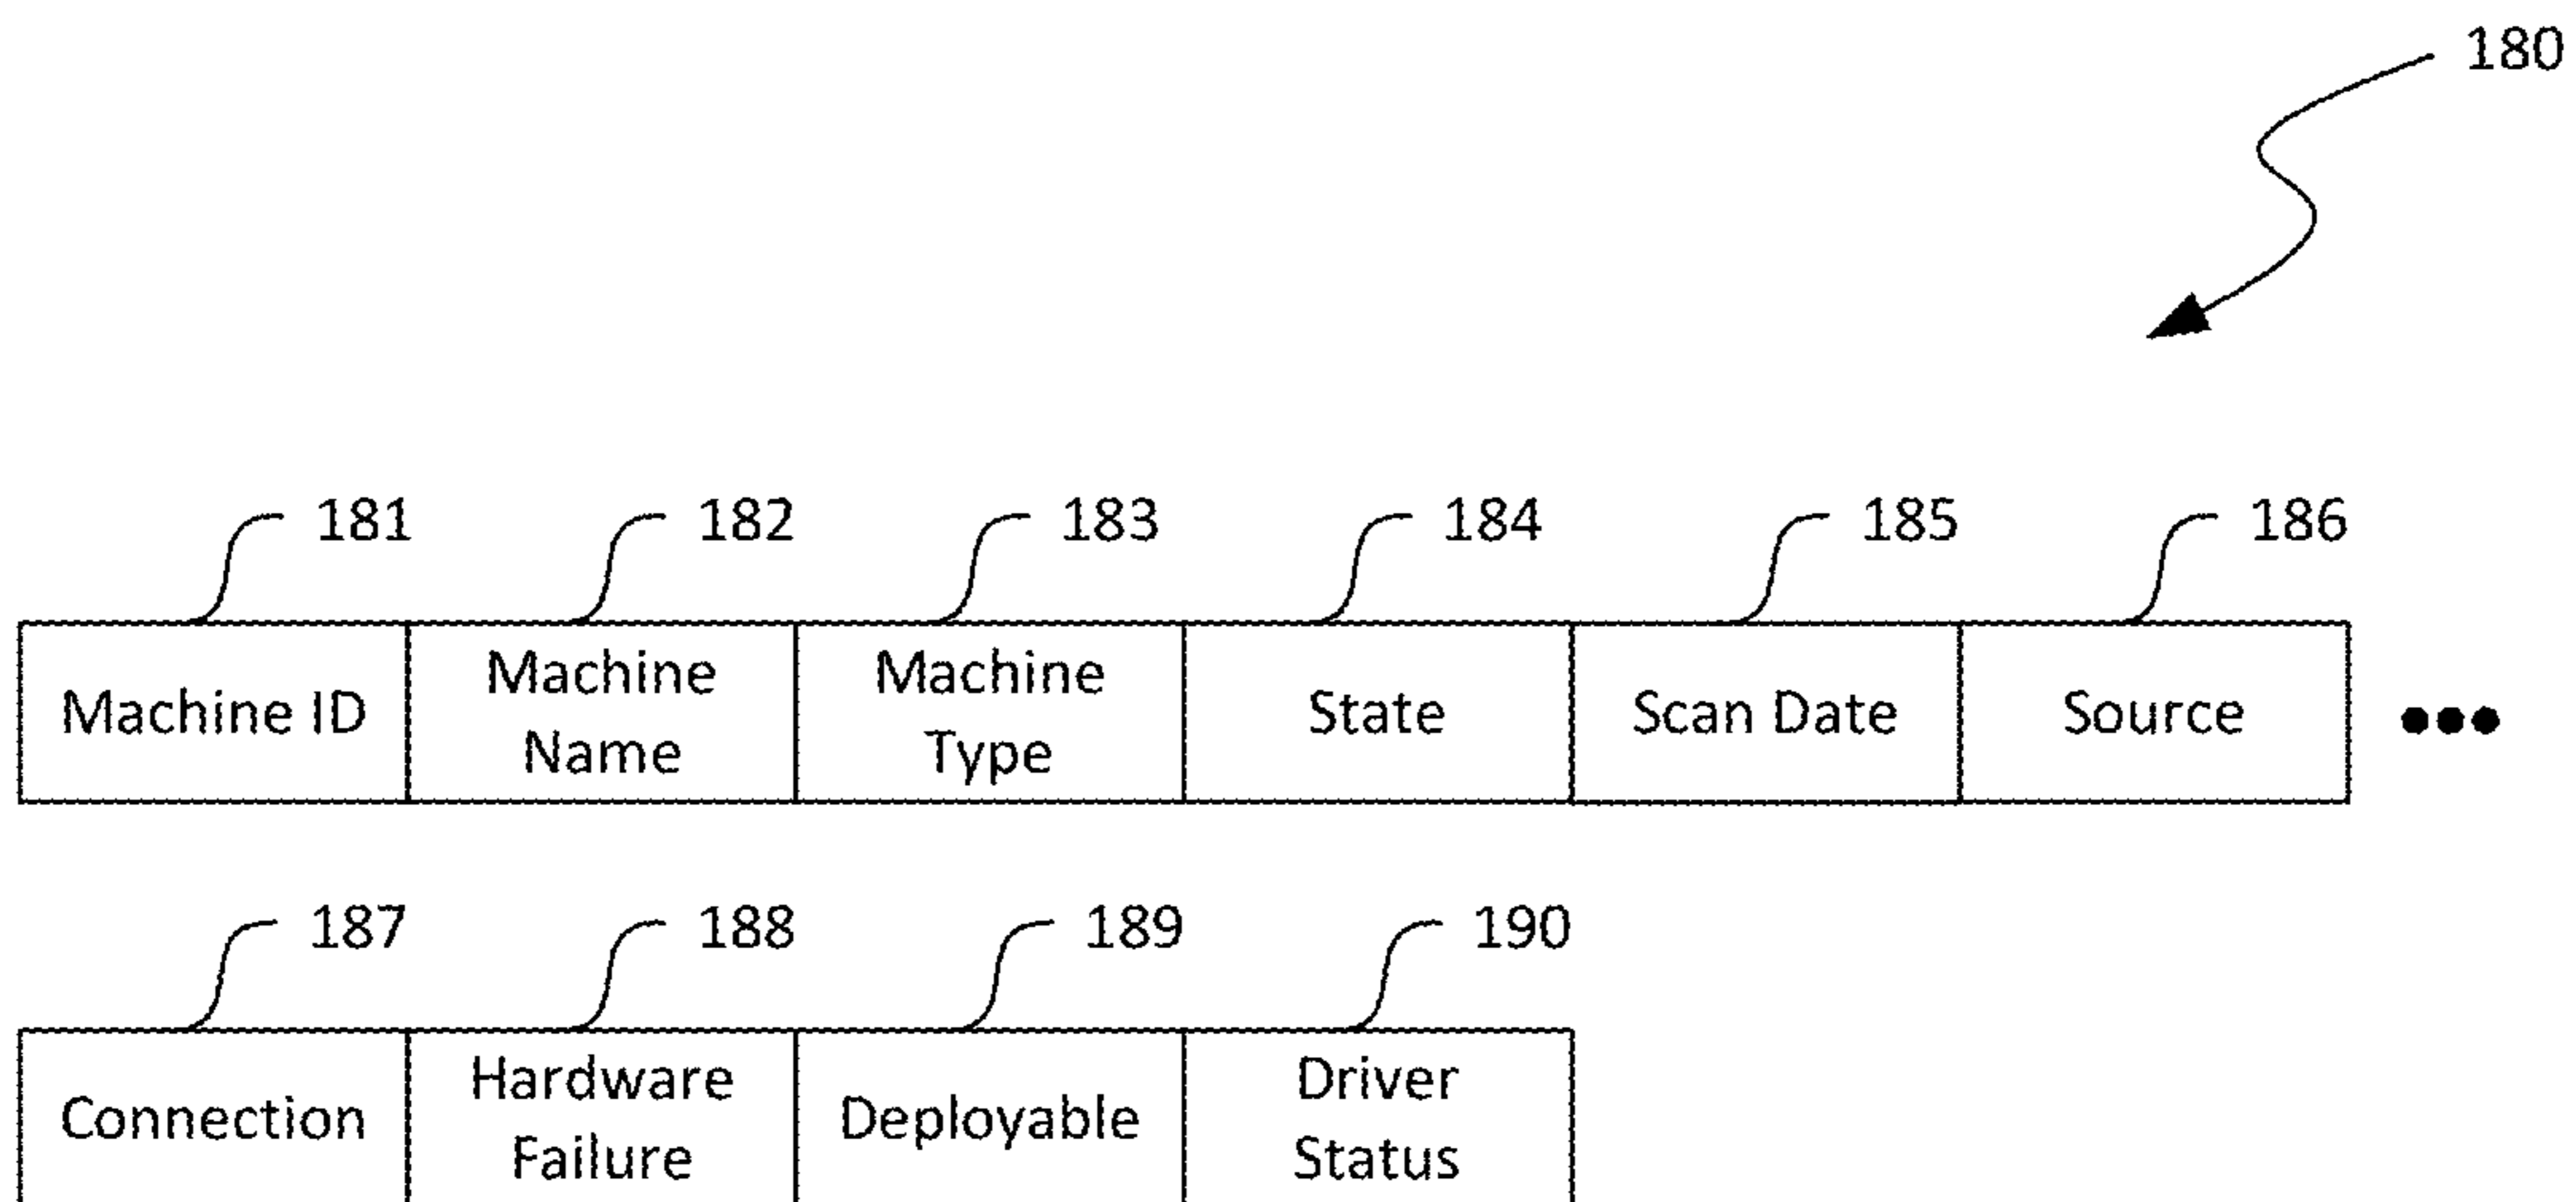 180
181 182 183 184 185 186
Machine ID Machine Name Machine Type State Scan Date Source •••
187 188 189 190
Connection Hardware Failure Deployable Driver Status